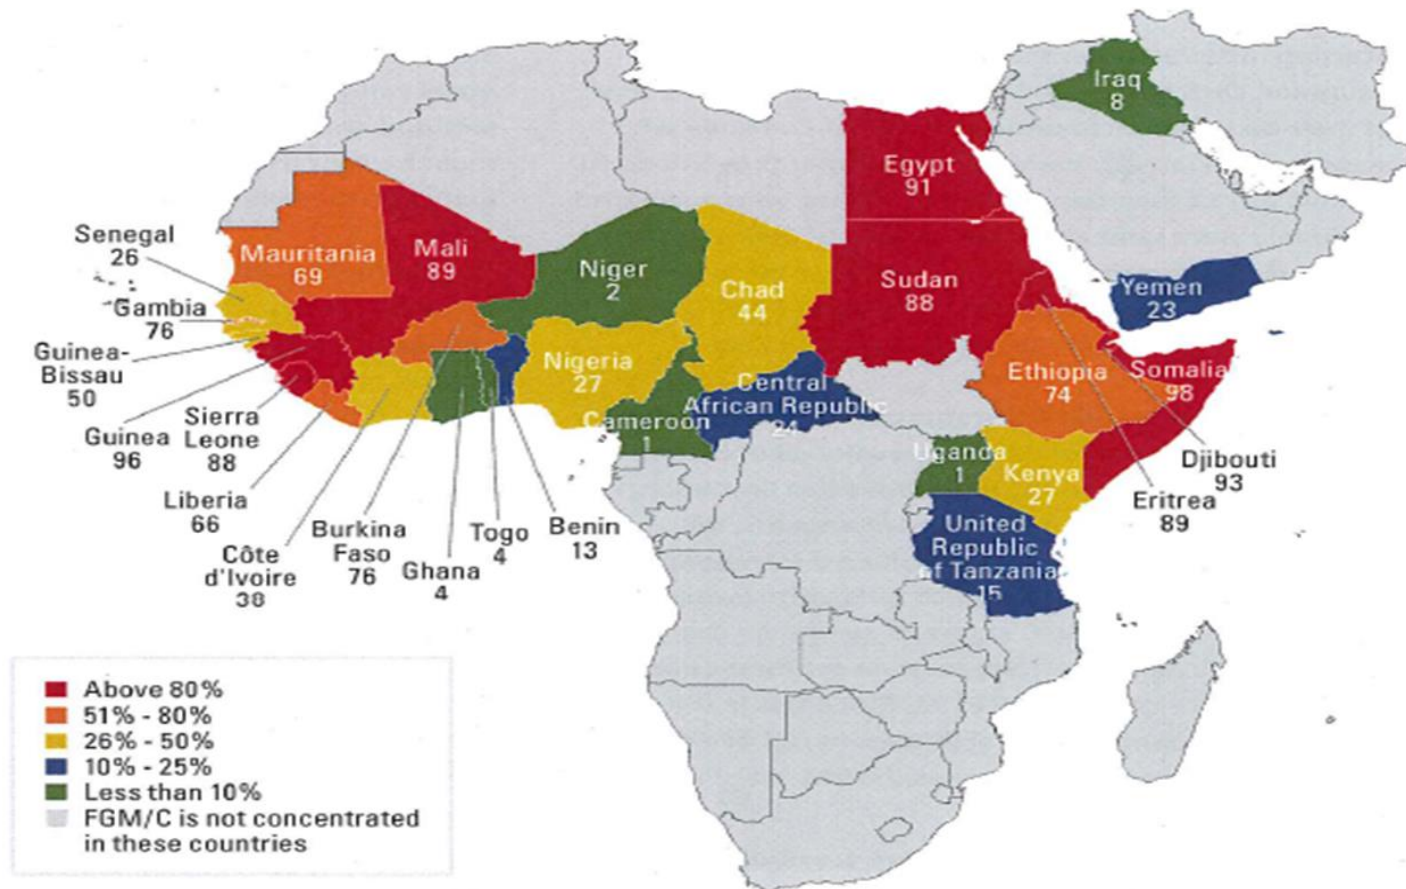 Iraq
8
Egypt
91
Senegal
26
Mauritania
69
Mali
89
Niger
2
Chad
44
Sudan
88
Yemen
23
Gambia
76
Guinea-
Bissau
50
Nigeria
27
Ethiopia
74
Somalia
98
Central
African Republic
24
Cameroon
1
Uganda
1
Kenya
27
Guinea
96
Sierra
Leone
88
Djibouti
93
Eritrea
89
Liberia
66
Côte
d'Ivoire
38
Burkina
Faso
76
Ghana
4
Togo
4
Benin
13
United
Republic
of Tanzania
15
Above 80%
51% - 80%
26% - 50%
10% - 25%
Less than 10%
FGM/C is not concentrated
in these countries